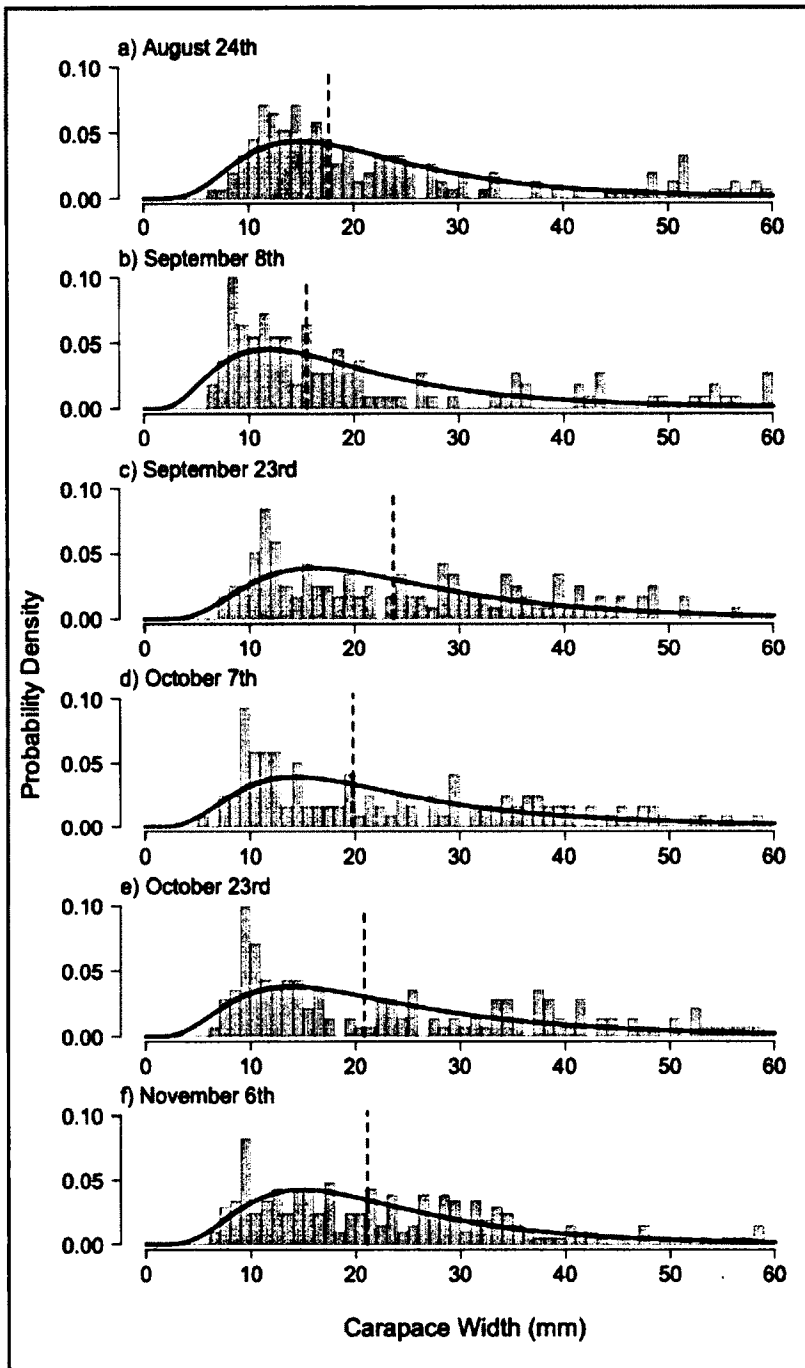 a) August 24th
0.10
0.05
0.00
0 10 20 30 40 50 60
b) September 8th
0.10
0.05
0.00
0 10 20 30 40 50 60
c) September 23rd
0.10
0.05
0.00
0 10 20 30 40 50 60
Probability Density
d) October 7th
0.10
0.05
0.00
0 10 20 30 40 50 60
e) October 23rd
0.10
0.05
0.00
0 10 20 30 40 50 60
f) November 6th
0.10
0.05
0.00
0 10 20 30 40 50 60
Carapace Width (mm)